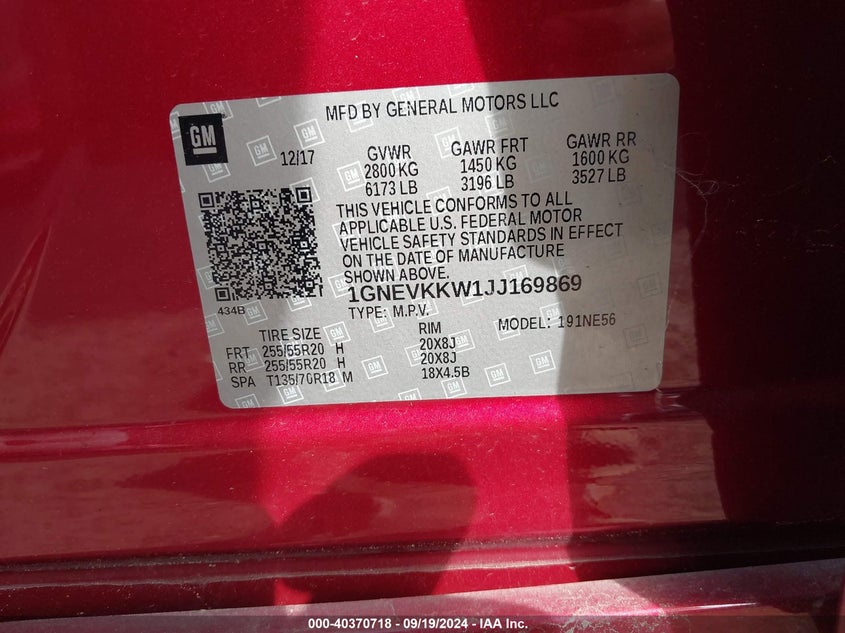 MFD BY GENERAL MOTORS LLC
GM
12/17 GVWR GAWR FRT GAWR RR
2800 KG 1450 KG 1600 KG
6173 LB 3196 LB 3527 LB
THIS VEHICLE CONFORMS TO ALL
APPLICABLE U.S. FEDERAL MOTOR
VEHICLE SAFETY STANDARDS IN EFFECT
ON THE DATE OF MANUFACTURE
SHOWN ABOVE.
434B
1GNEVKKW1JJ169869
TYPE: M.P.V. MODEL: 191NE56
TIRE SIZE RIM
FRT 255/55R20 H 20X8J
RR 255/55R20 H 20X8J
SPA T135/70R18 M 18X4.5B
000-40370718 - 09/19/2024 - IAA Inc.